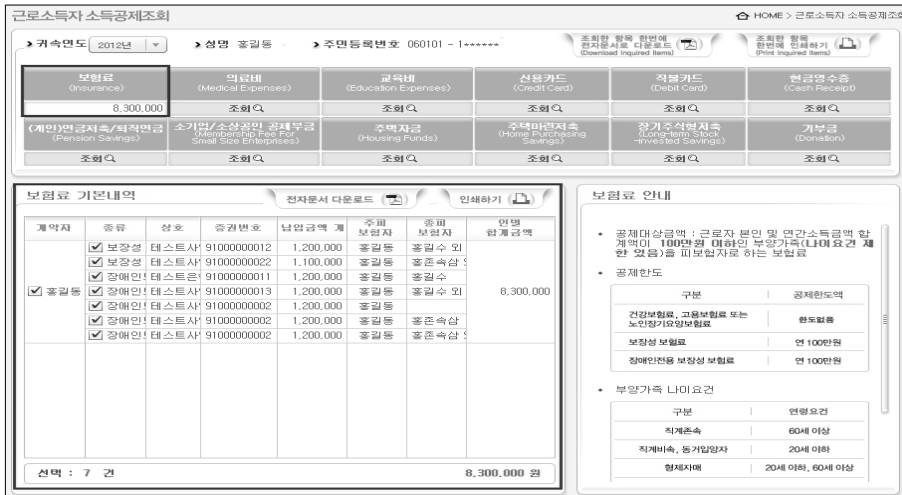 근로소득자 소득공제조회
HOME > 근로소득자 소득공제조회
귀속연도 2012년 성명 홍길동 주민등록번호 060101 - 1******
조회한 항목 한번에 전자문서로 다운로드
(Download Inquired Items)
조회한 항목 한번에 인쇄하기
(Print Inquired Items)
보험료 의료비 교육비 신용카드 직불카드 현금영수증
(Insurance) (Medical Expenses) (Education Expenses) (Credit Card) (Debit Card) (Cash Receipt)
8,300,000 조회 조회 조회 조회 조회
(개인)연금저축/퇴직연금 소기업/소상공인 공제부금 주택자금 주택마련저축 장기주식형저축 기부금
(Pension Savings) (Membership Fee For Small Size Enterprises) (Housing Funds) (Home Purchasing Savings) (Long-term Stock -invested Savings) (Donation)
조회 조회 조회 조회 조회 조회
보험료 기본내역 전자문서 다운로드 인쇄하기
계약자 종류 상호 증권번호 납입금액 계 주피보험자 종피보험자 연별 합계금액
보장성 테스트사 91000000012 1,200,000 홍길동 홍길수 외
보장성 테스트사 91000000022 1,100,000 홍길동 홍존속삼
장애인 테스트은 91000000011 1,200,000 홍길동 홍길수
홍길동 장애인 테스트사 91000000013 1,200,000 홍길동 홍길수 외 8,300,000
장애인 테스트사 91000000002 1,200,000 홍길동
장애인 테스트사 91000000002 1,200,000 홍길동 홍존속삼
장애인 테스트사 91000000002 1,200,000 홍길동 홍존속삼
선택 : 7 건 8,300,000 원
보험료 안내
• 공제대상금액 : 근로자 본인 및 연간소득금액 합
계액이 100만원 이하인 부양가족(나이요건 제
한 있음)을 피보험자로 하는 보험료
• 공제한도
구분 공제한도액
건강보험료, 고용보험료 또는 노인장기요양보험료 한도없음
보장성 보험료 연 100만원
장애인전용 보장성 보험료 연 100만원
• 부양가족 나이요건
구분 연령요건
직계존속 60세 이상
직계비속, 동거입양자 20세 이하
형제자매 20세 이하, 60세 이상